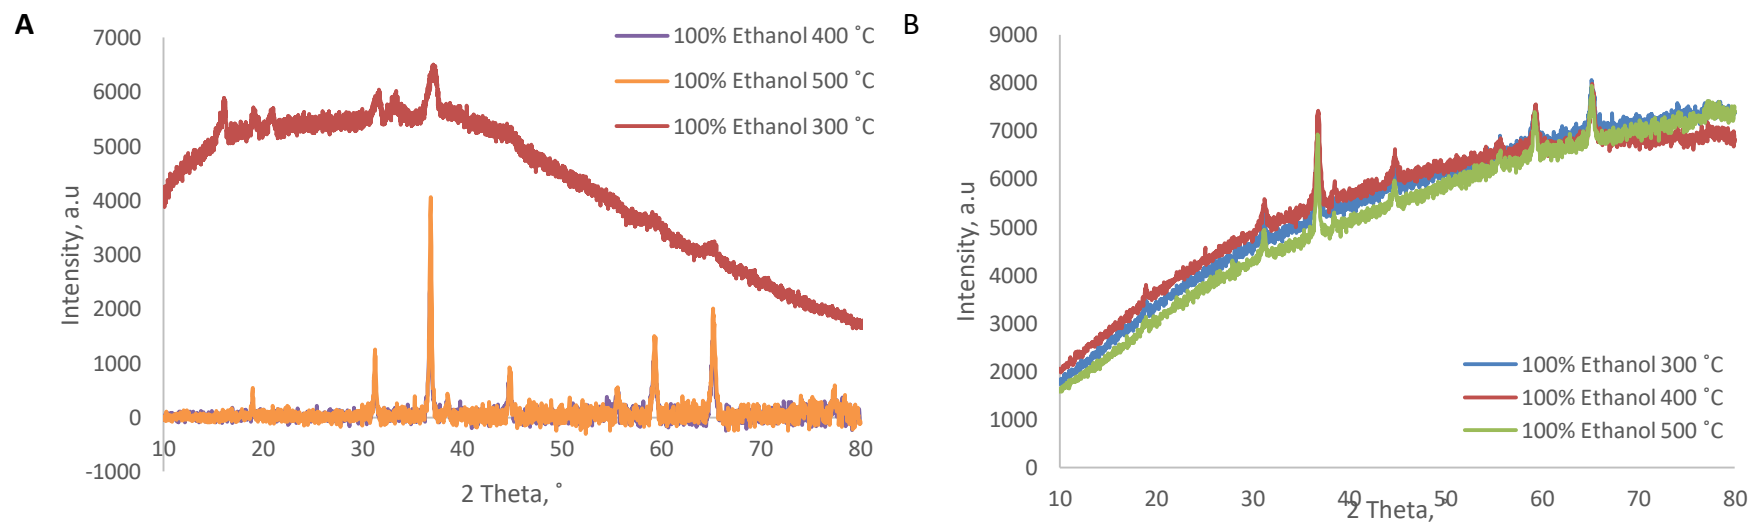 A
7000
6000
5000
4000
3000
2000
1000
0
-1000
10 20 30 40 50 60 70 80
Intensity, a.u
2 Theta, ˚
100% Ethanol 400 ˚C
100% Ethanol 500 ˚C
100% Ethanol 300 ˚C
B
9000
8000
7000
6000
5000
4000
3000
2000
1000
0
10 20 30 40 50 60 70 80
Intensity, a.u
2 Theta, ˚
100% Ethanol 300 ˚C
100% Ethanol 400 ˚C
100% Ethanol 500 ˚C